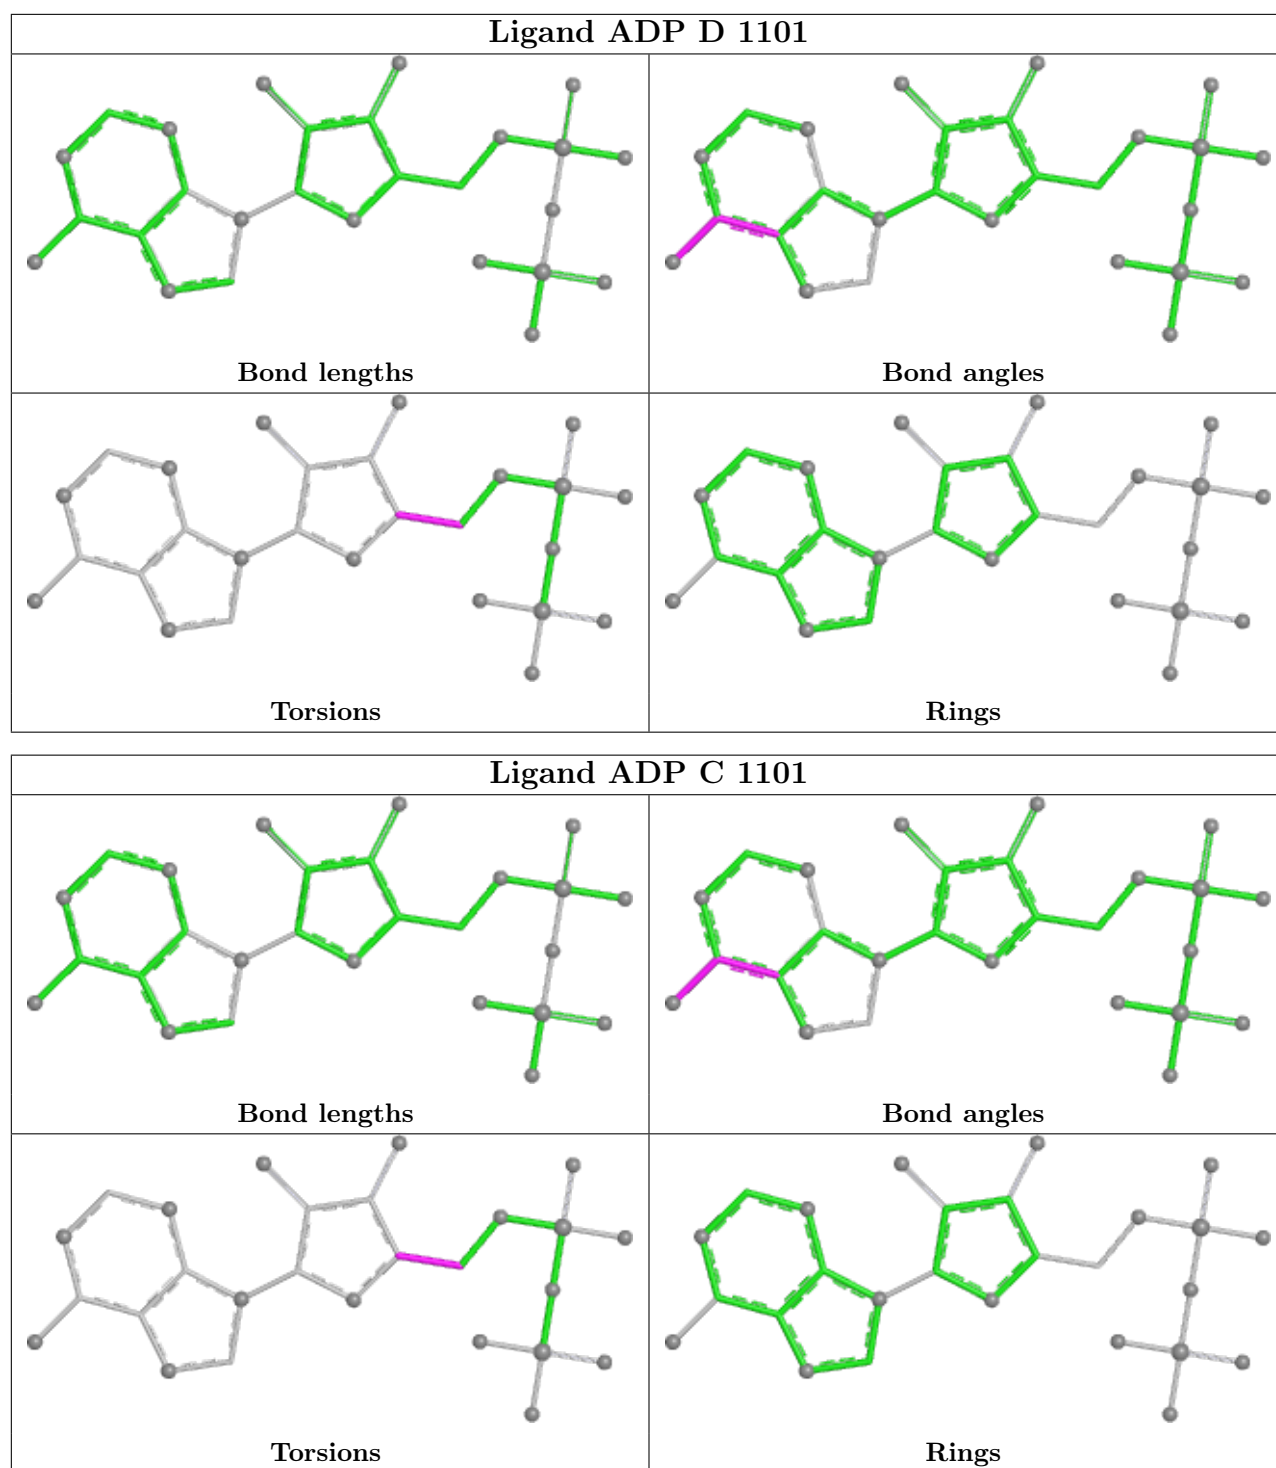 Ligand ADP D 1101
Bond lengths
Bond angles
Torsions
Rings
Ligand ADP C 1101
Bond lengths
Bond angles
Torsions
Rings